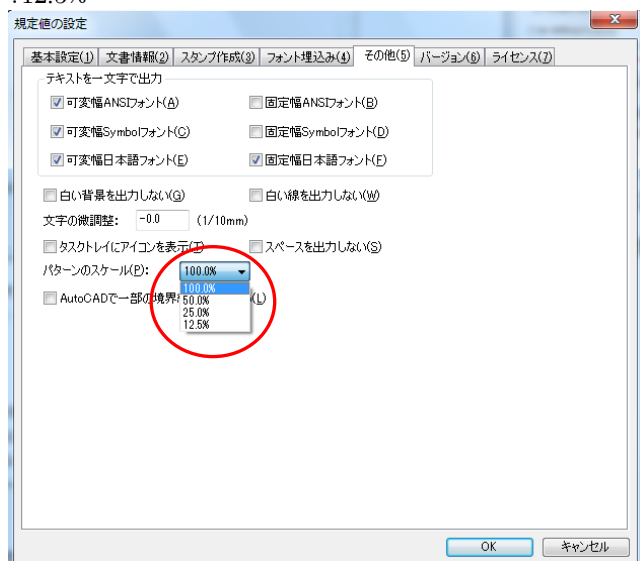 規定値の設定
基本設定(1) 文書情報(2) スタンプ作成(3) フォント埋込み(4) その他(5) バージョン(6) ライセンス(7)
テキストを一文字で出力
可変幅ANSIフォント(A) 固定幅ANSIフォント(B)
可変幅Symbolフォント(C) 固定幅Symbolフォント(D)
可変幅日本語フォント(E) 固定幅日本語フォント(F)
白い背景を出力しない(G) 白い線を出力しない(W)
文字の微調整: -0.0 (1/10mm)
タスクトレイにアイコンを表示(T) スペースを出力しない(S)
パターンのスケール(P): 100.0%
100.0%
AutoCADで一部の境界 50.0% (L)
25.0%
12.5%
OK キャンセル